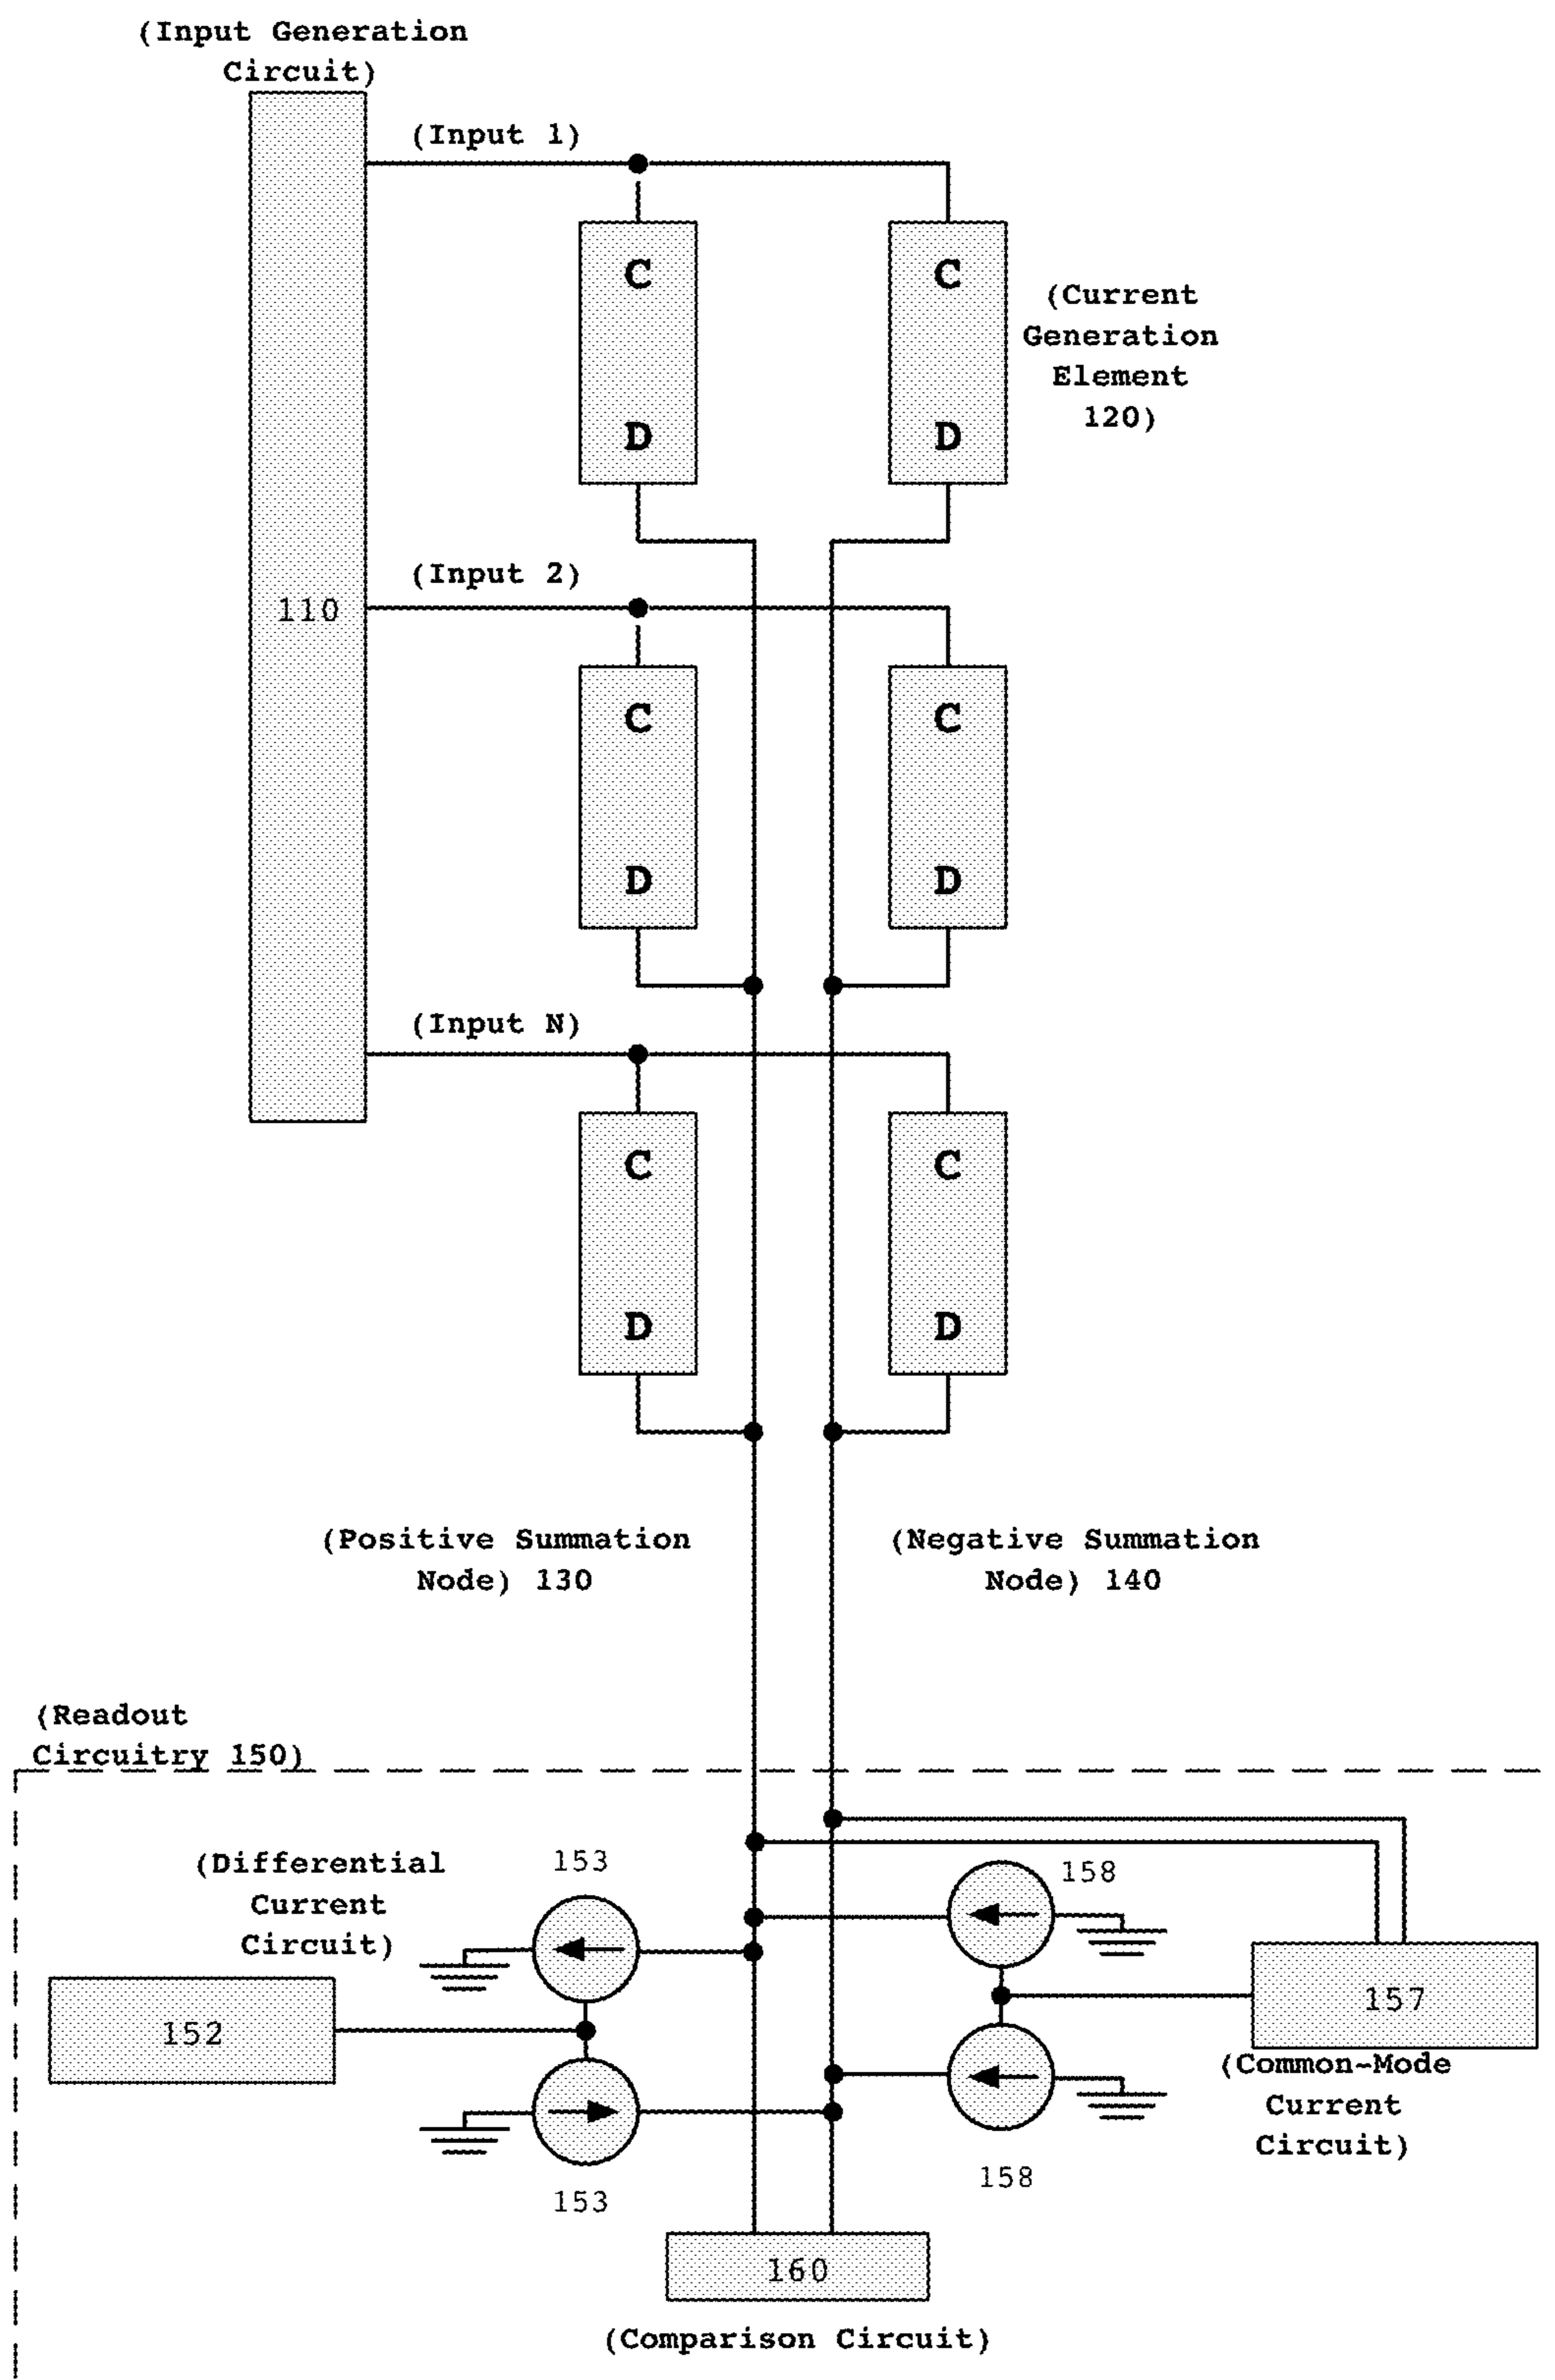 (Input Generation
Circuit)
(Input 1)
C
C
(Current
Generation
Element
120)
D
D
(Input 2)
110
C
C
D
D
(Input N)
C
C
D
D
(Positive Summation
Node) 130
(Negative Summation
Node) 140
(Readout
Circuitry 150)
(Differential
Current
Circuit)
153
158
152
157
(Common-Mode
Current
Circuit)
153
158
160
(Comparison Circuit)